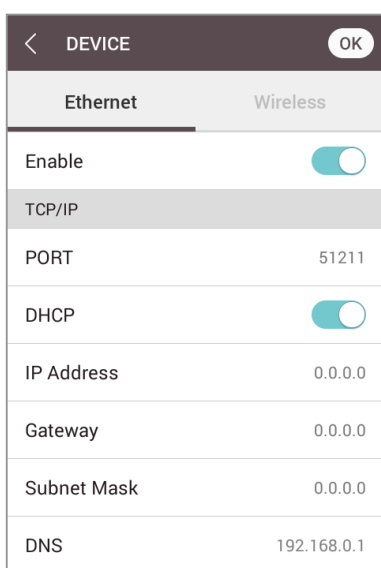 DEVICE OK
Ethernet Wireless
Enable
TCP/IP
PORT 51211
DHCP
IP Address 0.0.0.0
Gateway 0.0.0.0
Subnet Mask 0.0.0.0
DNS 192.168.0.1